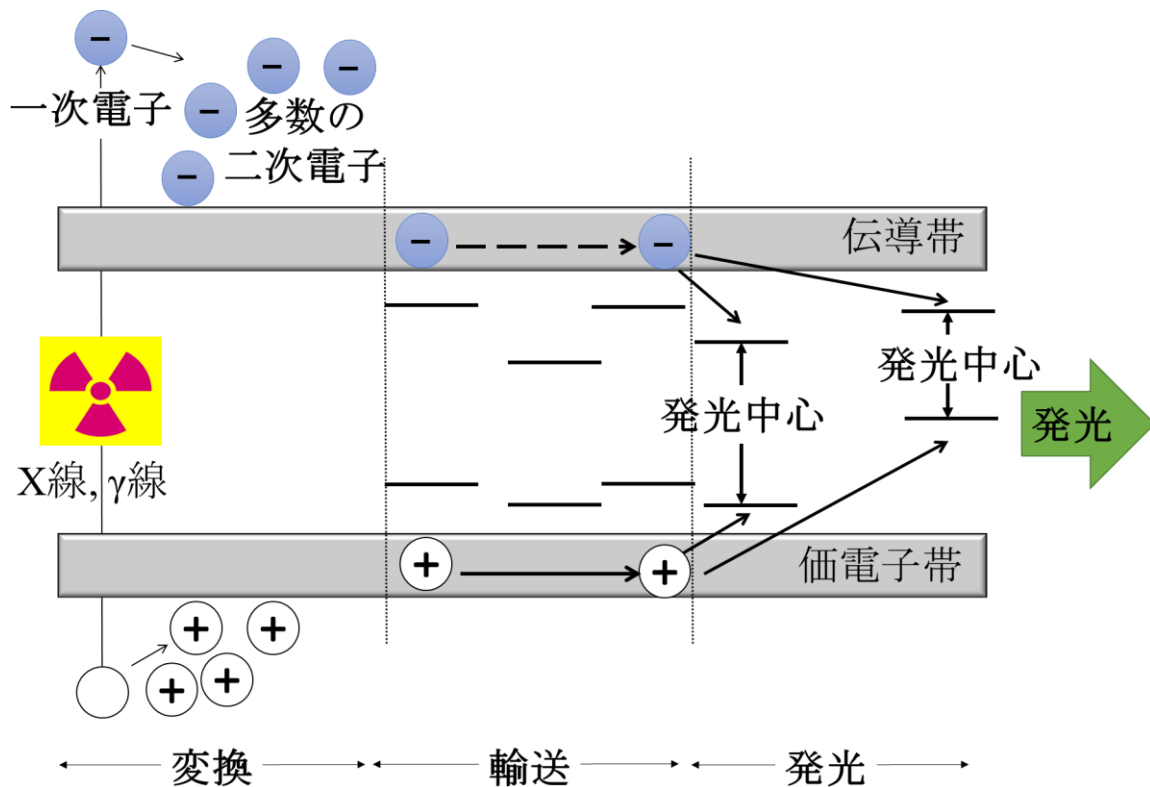 一次電子
多数の
二次電子
伝導帯
発光中心
発光中心
発光
X線, γ線
価電子帯
変換
輸送
発光